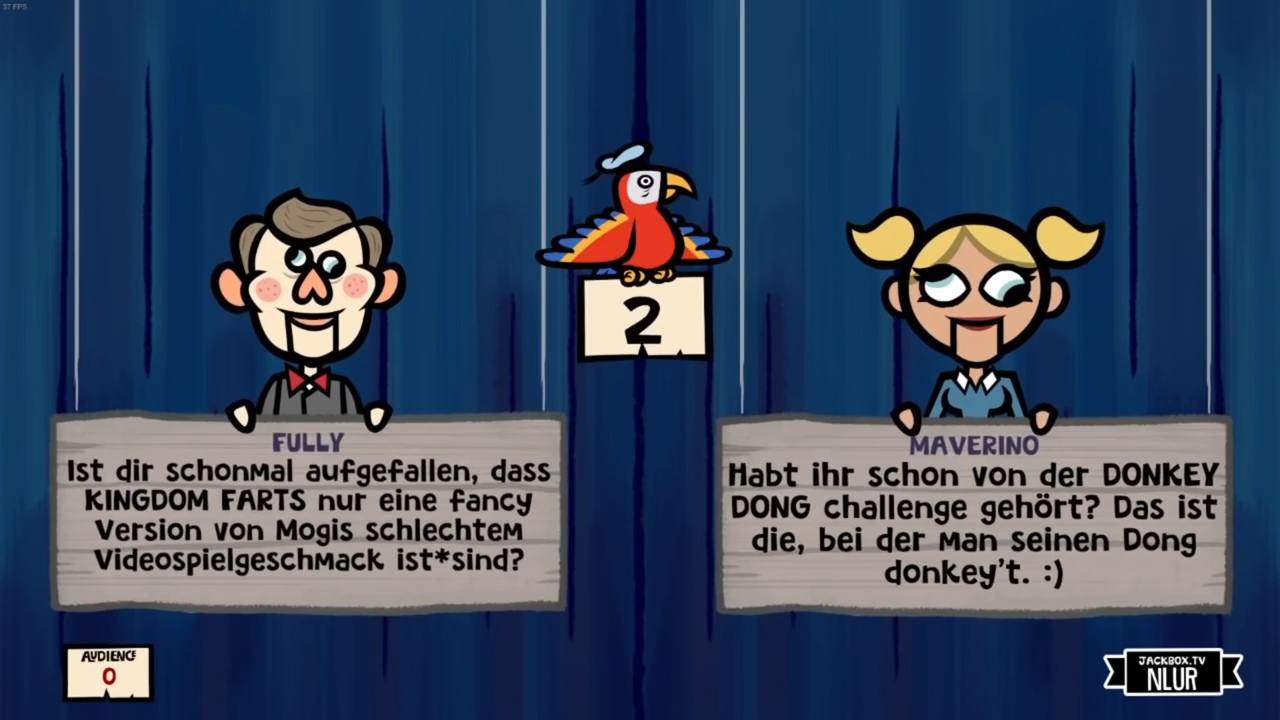 37 FPS
2
FULLY
Ist dir schonmal aufgefallen, dass
KINGDOM FARTS nur eine fancy
Version von Mogis schlechtem
Videospielgeschmack ist*sind?
MAVERINO
Habt ihr schon von der DONKEY
DONG challenge gehört? Das ist
die, bei der man seinen Dong
donkey't. :)
AUDIENCE
0
JACKBOX.TV
NLUR